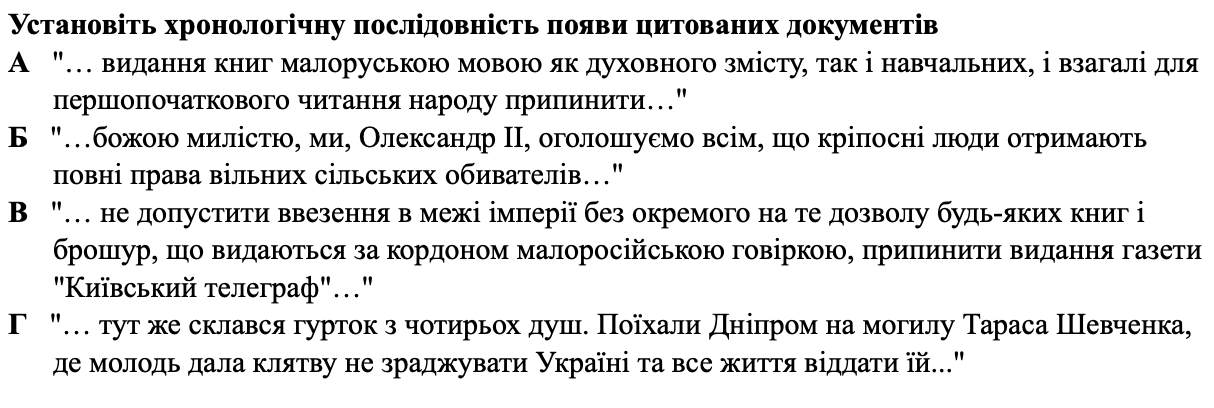 Установіть хронологічну послідовність появи цитованих документів
А "… видання книг малоруською мовою як духовного змісту, так і навчальних, і взагалі для
першопочаткового читання народу припинити…"
Б "…божою милістю, ми, Олександр ІІ, оголошуємо всім, що кріпосні люди отримають
повні права вільних сільських обивателів…"
В "… не допустити ввезення в межі імперії без окремого на те дозволу будь-яких книг і
брошур, що видаються за кордоном малоросійською говіркою, припинити видання газети
"Київський телеграф"…"
Г "… тут же склався гурток з чотирьох душ. Поїхали Дніпром на могилу Тараса Шевченка,
де молодь дала клятву не зраджувати Україні та все життя віддати їй..."